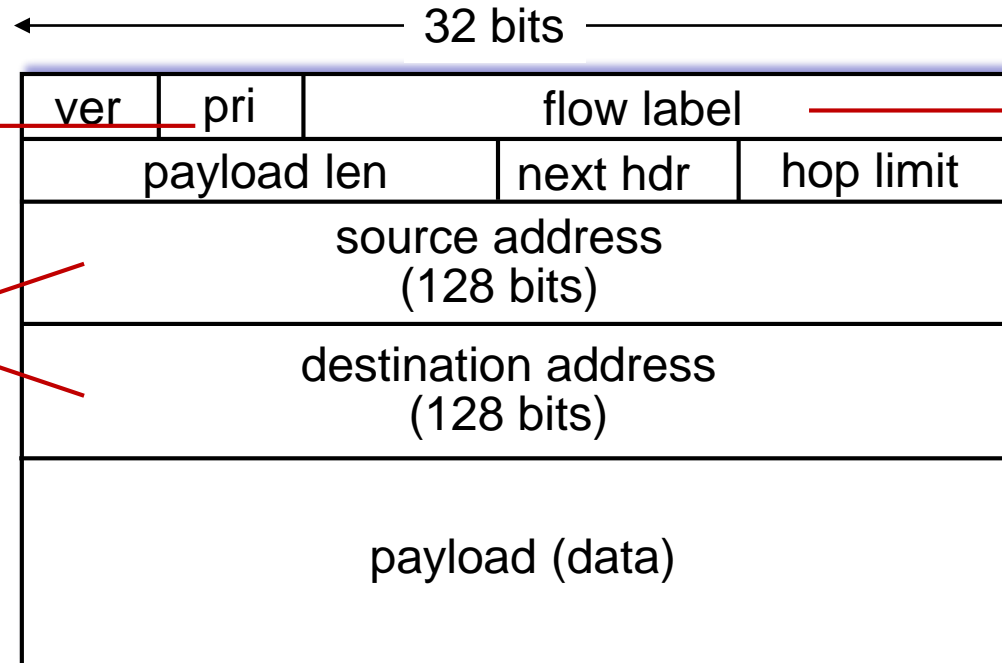 32 bits
ver pri flow label
payload len next hdr hop limit
source address
(128 bits)
destination address
(128 bits)
payload (data)